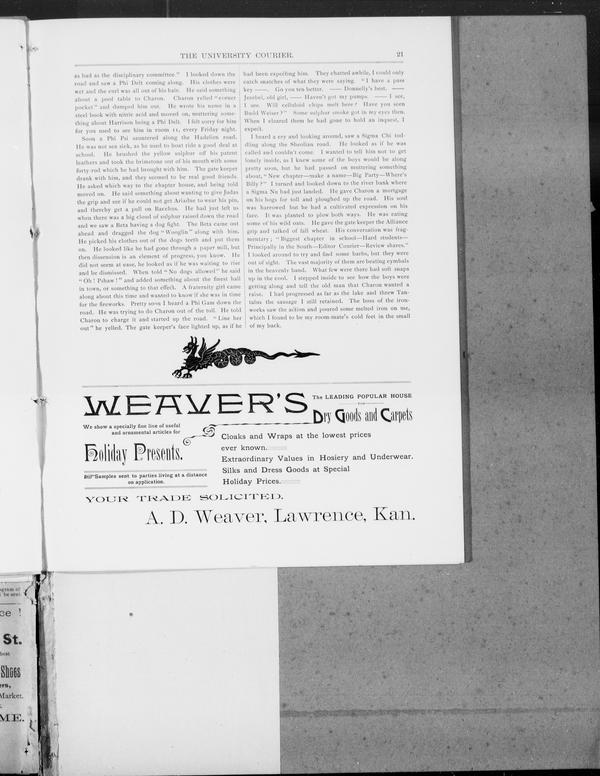 THE UNIVERSITY COURIER. 21
as bad as the disciplinary committee." I looked down the
road and saw a Phi Delt coming along. His clothes were
wet and the ewt was all out of his hair. He said something
about a pool table to Charon. Charon yelled "corner
pocket" and dumped him out. He wrote his name in a
steel book with nitric acid and moved on, muttering some-
thing about Harrison being a Phi Delt. I felt sorry for him
for you used to see him in room 11, every Friday night.
Soon a Phi Psi sauntered along the Hadelion road.
He was not sea sick, as he used to boat ride a good deal at
school. He brushed the yellow sulphur off his patent
leathers and took the brimstone out of his mouth with some
forty-rod which he had brought with him. The gate keeper
drank with him, and they seemed to be real good friends.
He asked which way to the chapter house, and being told
moved on. He said something about wanting to give Judas
the grip and see if he could not get Ariadne to wear his pin,
and thereby get a pull on Bacchus. He had just left us
when there was a big cloud of sulphur raised down the road
and we saw a Beta having a dog fight. The Beta came out
ahead and dragged the dog "Wooglin" along with him.
He picked his clothes out of the dogs teeth and put them
on. He looked like he had gone through a paper mill, but
then dissension is an element of progress, you know. He
did not seem at ease, he looked as if he was waiting to rise
and be dismissed. When told "No dogs allowed" he said
"Oh! Pshaw!" and added something about the finest hall
in town, or something to that effect. A fraternity girl came
along about this time and wanted to know if she was in time
for the fireworks. Pretty soon I heard a Phi Gam down the
road. He was trying to do Charon out of the toll. He told
Charon to charge it and started up the road. "Line her
out" he yelled. The gate keeper's face lighted up, as if he
had been expecting him. They chatted awhile, I could only
catch snatches of what they were saying. "I have a pass
key ——. Go you ten better. —— Donnelly's best. ——
Jezebel, old girl, —— Haven't got my pumps. —— I see,
I see. Will celluloid chips melt here? Have you seen
Budd Weiser?" Some sulphur smoke got in my eyes then.
When I cleared them he had gone to hold an inquest, I
expect.
I heard a cry and looking around, saw a Sigma Chi tod-
dling along the Sheolian road. He looked as if he was
called and couldn't come. I wanted to tell him not to get
lonely inside, as I knew some of the boys would be along
pretty soon, but he had passed on muttering something
about, "New chapter—make a name—Big Party—Where's
Billy?" I turned and looked down to the river bank where
a Sigma Nu had just landed. He gave Charon a mortgage
on his hogs for toll and ploughed up the road. His soul
was harrowed but he had a cultivated expression on his
face. It was planted to plow both ways. He was eating
some of his wild oats. He gave the gate keeper the Alliance
grip and talked of fall wheat. His conversation was frag-
mentary; "Biggest chapter in school—Hard students—
Principally in the South—Editor Courier—Review shares."
I looked around to try and find some barbs, but they were
out of sight. The vast majority of them are beating cymbals
in the heavenly band. What few were there had soft snaps
up in the cool. I stepped inside to see how the boys were
getting along and tell the old man that Charon wanted a
raise. I had progressed as far as the lake and threw Tan-
talus the sausage I still retained. The boss of the iron-
works saw the action and poured some melted iron on me,
which I found to be my room-mate's cold feet in the small
of my back.
WEAVER'S
The LEADING POPULAR HOUSE
FOR
Dry Goods and Carpets
We show a specially fine line of useful
and ornamental articles for
Holiday Presents.
Samples sent to parties living at a distance
on application.
Cloaks and Wraps at the lowest prices
ever known.
Extraordinary Values in Hosiery and Underwear.
Silks and Dress Goods at Special
Holiday Prices.
YOUR TRADE SOLICITED.
A. D. Weaver, Lawrence, Kan.
St.
Shoes
Market.
ME.